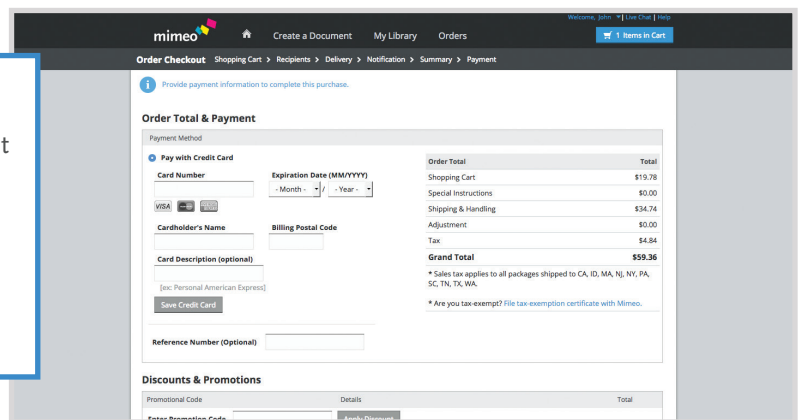 Welcome, John | Live Chat | Help
mimeo
Create a Document
My Library
Orders
1 Items in Cart
Order Checkout Shopping Cart > Recipients > Delivery > Notification > Summary > Payment
t
i Provide payment information to complete this purchase.
Order Total & Payment
Payment Method
Pay with Credit Card
Card Number
Expiration Date (MM/YYYY)
- Month - / - Year -
VISA
Cardholder's Name
Billing Postal Code
Card Description (optional)
[ex: Personal American Express]
Save Credit Card
Reference Number (Optional)
Order Total Total
Shopping Cart $19.78
Special Instructions $0.00
Shipping & Handling $34.74
Adjustment $0.00
Tax $4.84
Grand Total $59.36
* Sales tax applies to all packages shipped to CA, ID, MA, NJ, NY, PA,
SC, TN, TX, WA.
* Are you tax-exempt? File tax-exemption certificate with Mimeo.
Discounts & Promotions
Promotional Code Details Total
Enter Promotion Code Apply Discount